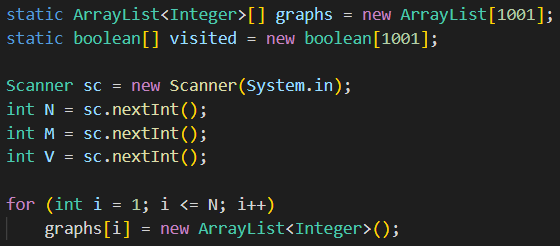 static ArrayList<Integer>[] graphs = new ArrayList[1001];
static boolean[] visited = new boolean[1001];
Scanner sc = new Scanner(System.in);
int N = sc.nextInt();
int M = sc.nextInt();
int V = sc.nextInt();
for (int i = 1; i <= N; i++)
    graphs[i] = new ArrayList<Integer>();